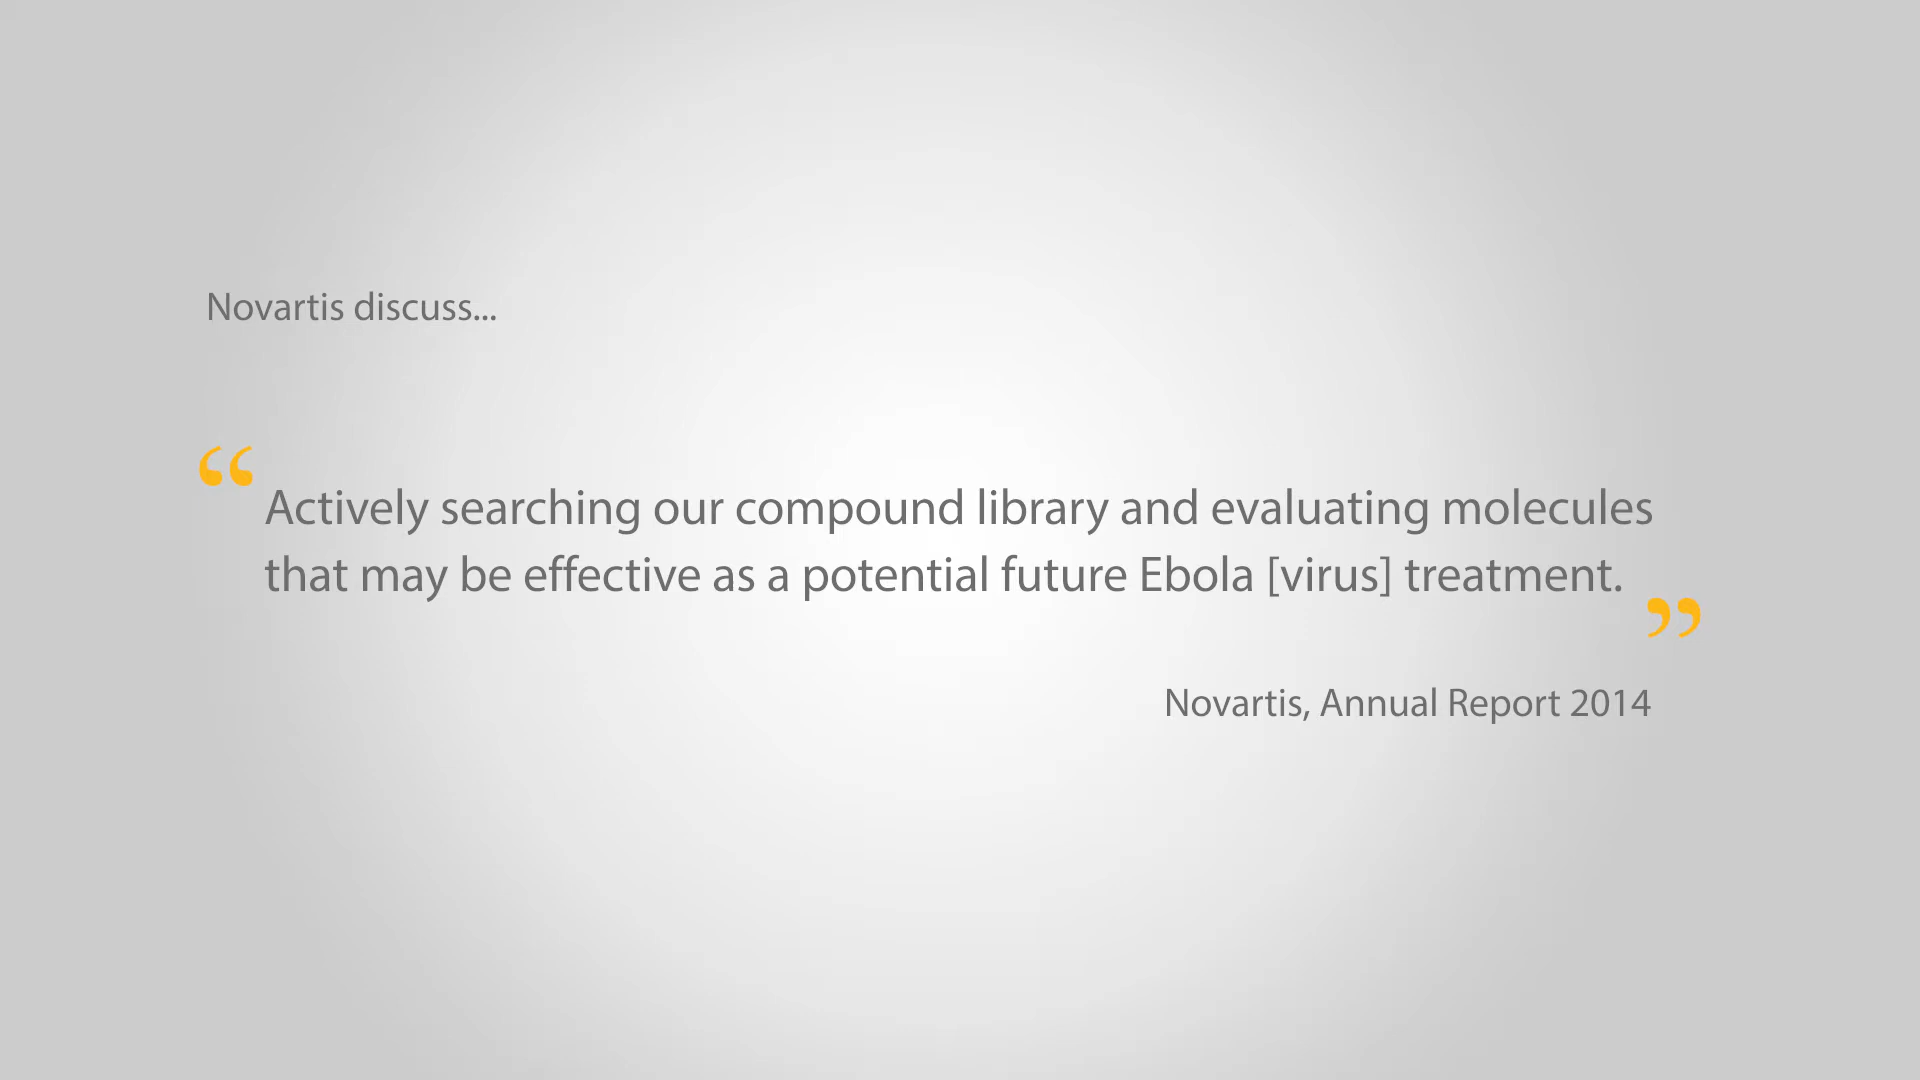 Novartis discuss...
“Actively searching our compound library and evaluating molecules
that may be effective as a potential future Ebola [virus] treatment.”
Novartis, Annual Report 2014